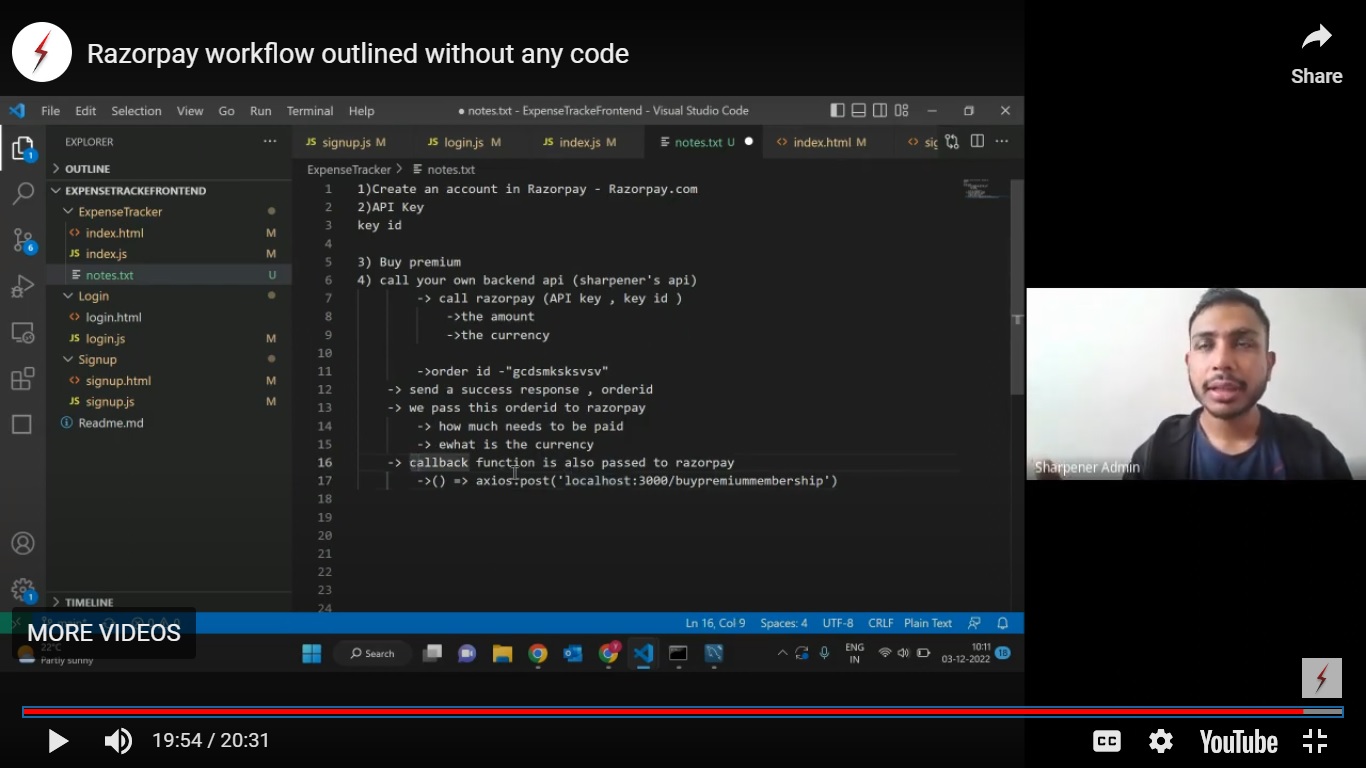 Razorpay workflow outlined without any code
Share
File Edit Selection View Go Run Terminal Help
● notes.txt - ExpenseTrackeFrontend - Visual Studio Code
EXPLORER
JS signup.js M
JS login.js M
JS index.js M
notes.txt U ●
<> index.html M
<> sig
OUTLINE
EXPENSETRACKEFRONTEND
ExpenseTracker
<> index.html M
JS index.js M
notes.txt U
Login
<> login.html
JS login.js M
Signup
<> signup.html M
JS signup.js M
Readme.md
TIMELINE
ExpenseTracker > notes.txt
1 1)Create an account in Razorpay - Razorpay.com
2 2)API Key
3 key id
4
5 3) Buy premium
6 4) call your own backend api (sharpener's api)
7 -> call razorpay (API key , key id )
8 ->the amount
9 ->the currency
10
11 ->order id -"gcdsmksksvsv"
12 -> send a success response , orderid
13 -> we pass this orderid to razorpay
14 -> how much needs to be paid
15 -> ewhat is the currency
16 -> callback function is also passed to razorpay
17 ->() => axios.post('localhost:3000/buypremiummembership')
18
19
20
21
22
23
24
Sharpener Admin
Ln 16, Col 9 Spaces: 4 UTF-8 CRLF Plain Text
MORE VIDEOS
22°C
Partly sunny
Search
ENG
IN
10:11
03-12-2022
18
19:54 / 20:31
CC
YouTube